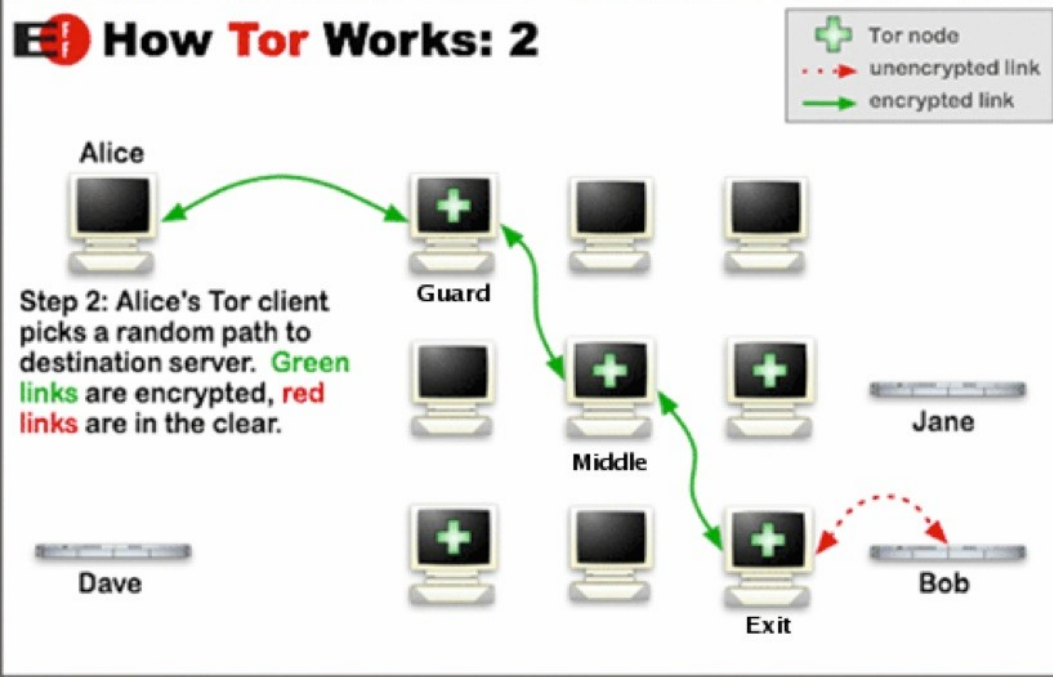 EFF How Tor Works: 2
Tor node
unencrypted link
encrypted link
Alice
Guard
Step 2: Alice's Tor client
picks a random path to
destination server. Green
links are encrypted, red
links are in the clear.
Jane
Middle
Dave
Bob
Exit